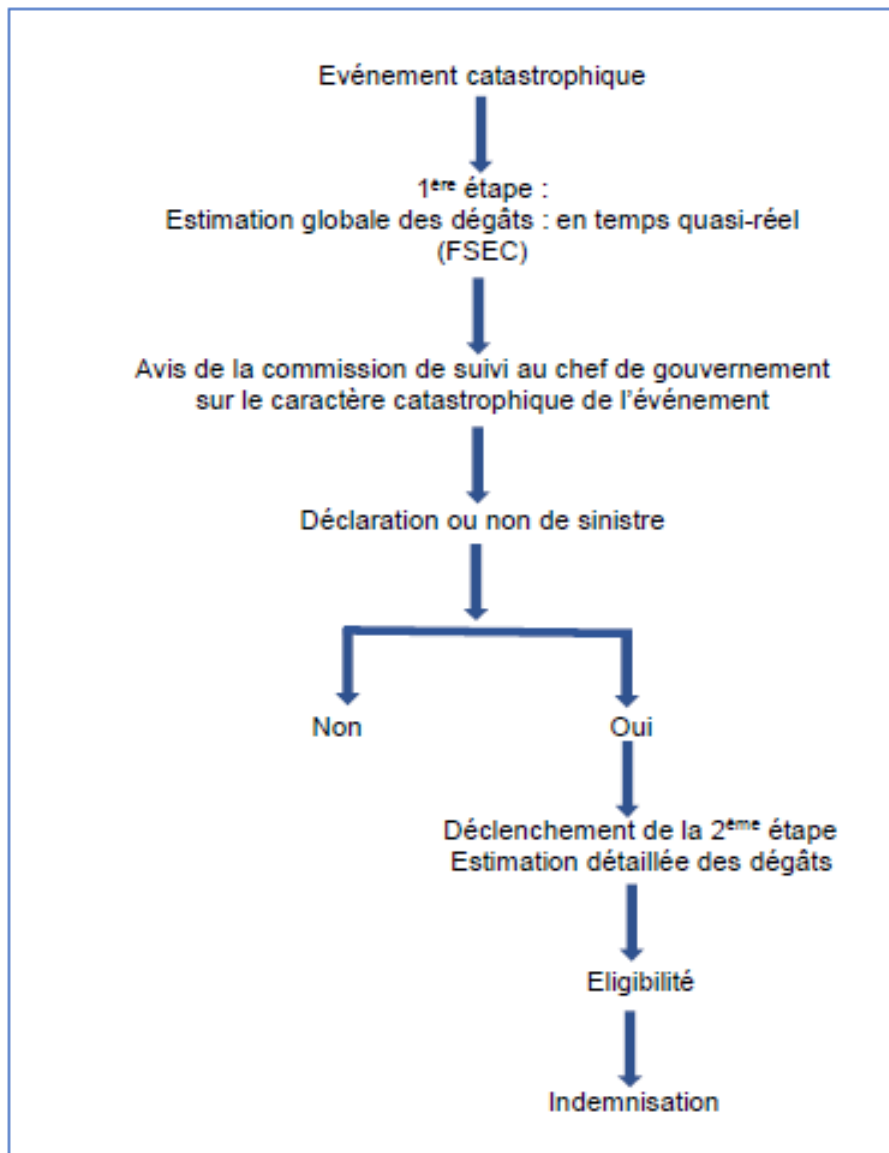 Evénement catastrophique
1ère étape :
Estimation globale des dégâts : en temps quasi-réel
(FSEC)
Avis de la commission de suivi au chef de gouvernement
sur le caractère catastrophique de l'événement
Déclaration ou non de sinistre
Non
Oui
Déclenchement de la 2ème étape
Estimation détaillée des dégâts
Eligibilité
Indemnisation